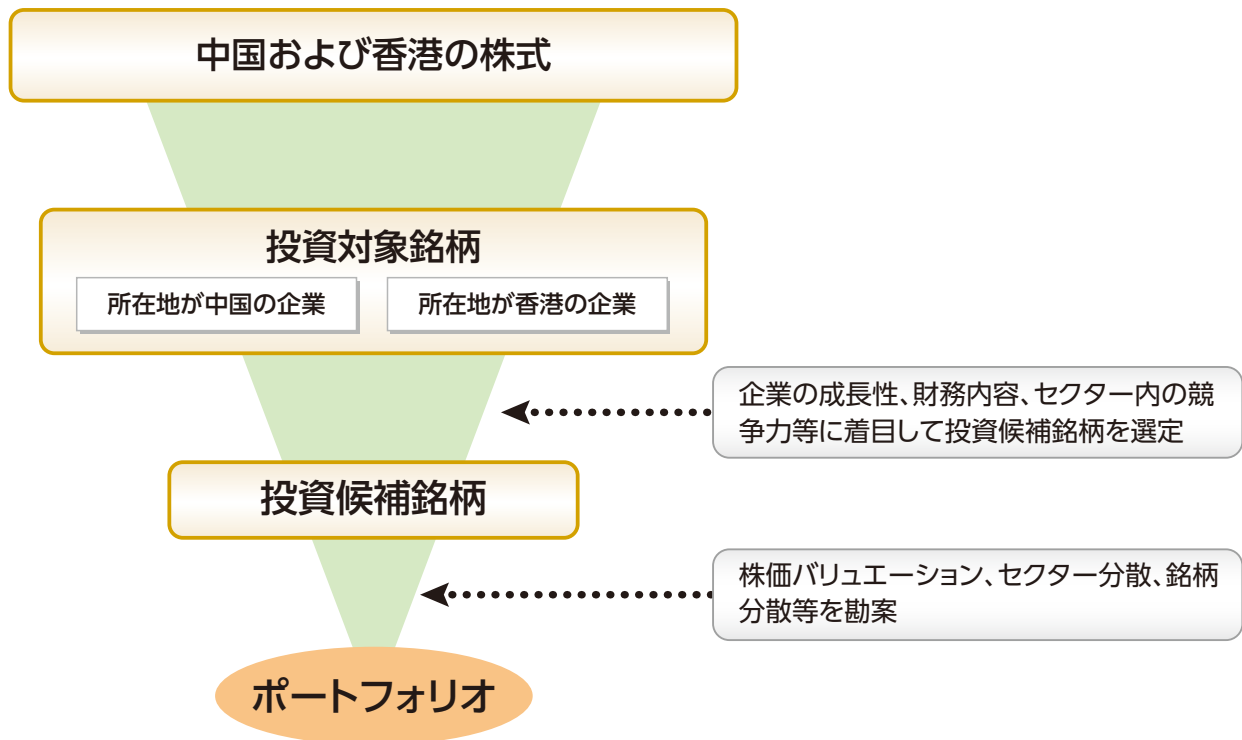 中国および香港の株式
投資対象銘柄
所在地が中国の企業
所在地が香港の企業
企業の成長性、財務内容、セクター内の競
争力等に着目して投資候補銘柄を選定
投資候補銘柄
株価バリュエーション、セクター分散、銘柄
分散等を勘案
ポートフォリオ